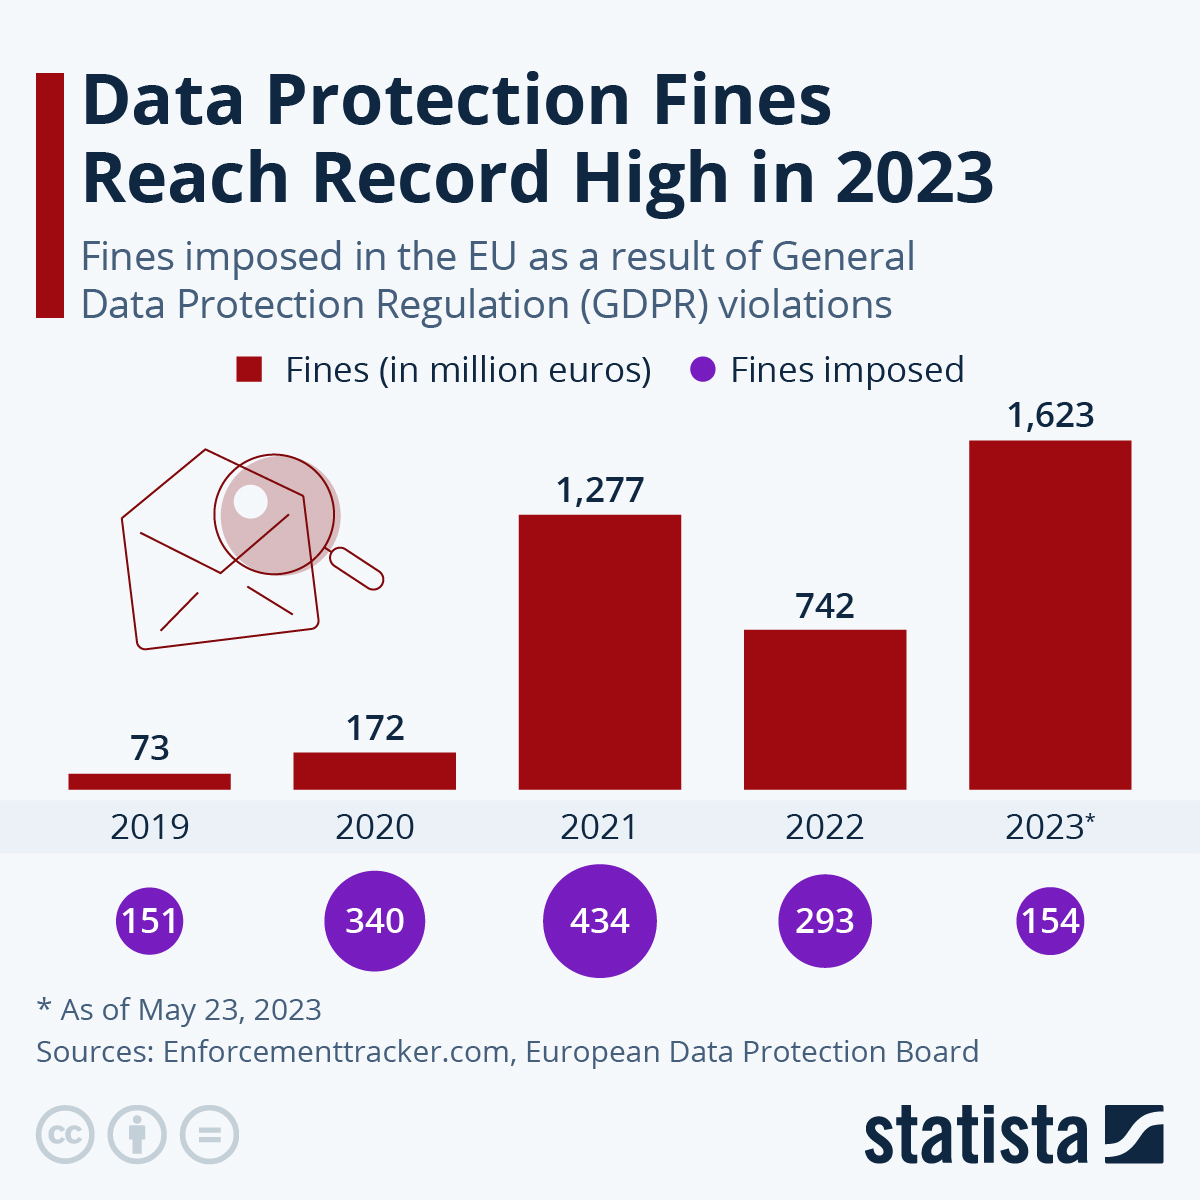 Data Protection Fines
Reach Record High in 2023
Fines imposed in the EU as a result of General
Data Protection Regulation (GDPR) violations
Fines (in million euros) Fines imposed
73 172 1,277 742 1,623
2019 2020 2021 2022 2023*
151 340 434 293 154
* As of May 23, 2023
Sources: Enforcementtracker.com, European Data Protection Board
cc statista